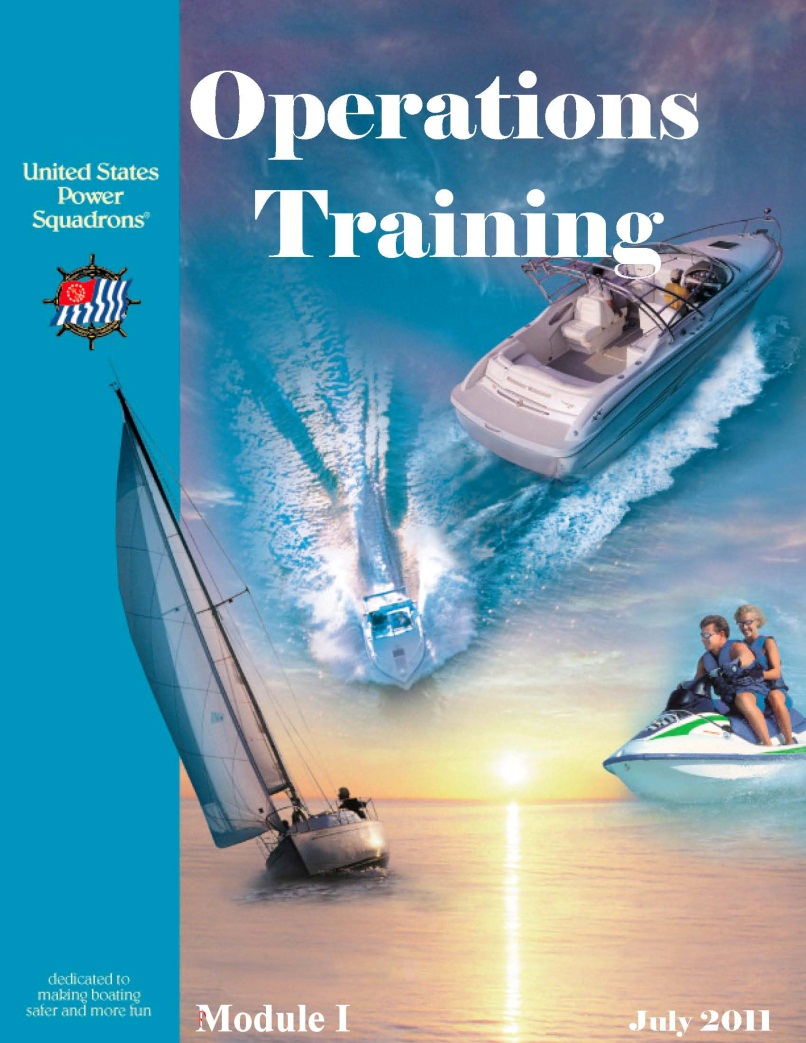 Operations
Training
United States
Power
Squadrons®
dedicated to
making boating
safer and more fun
Module I
July 2011